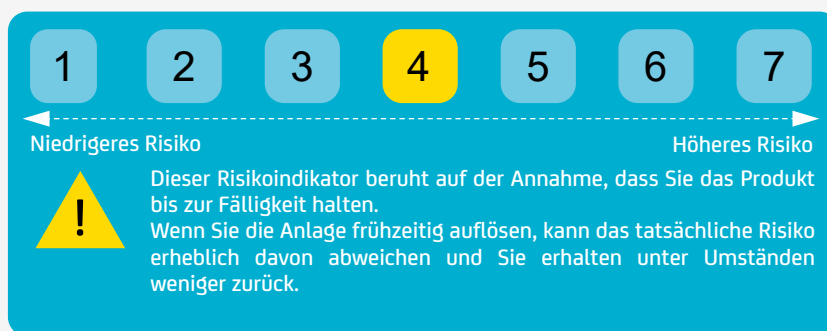 1 2 3 4 5 6 7
Niedrigeres Risiko Höheres Risiko
Dieser Risikoindikator beruht auf der Annahme, dass Sie das Produkt
! bis zur Fälligkeit halten.
Wenn Sie die Anlage frühzeitig auflösen, kann das tatsächliche Risiko
erheblich davon abweichen und Sie erhalten unter Umständen
weniger zurück.